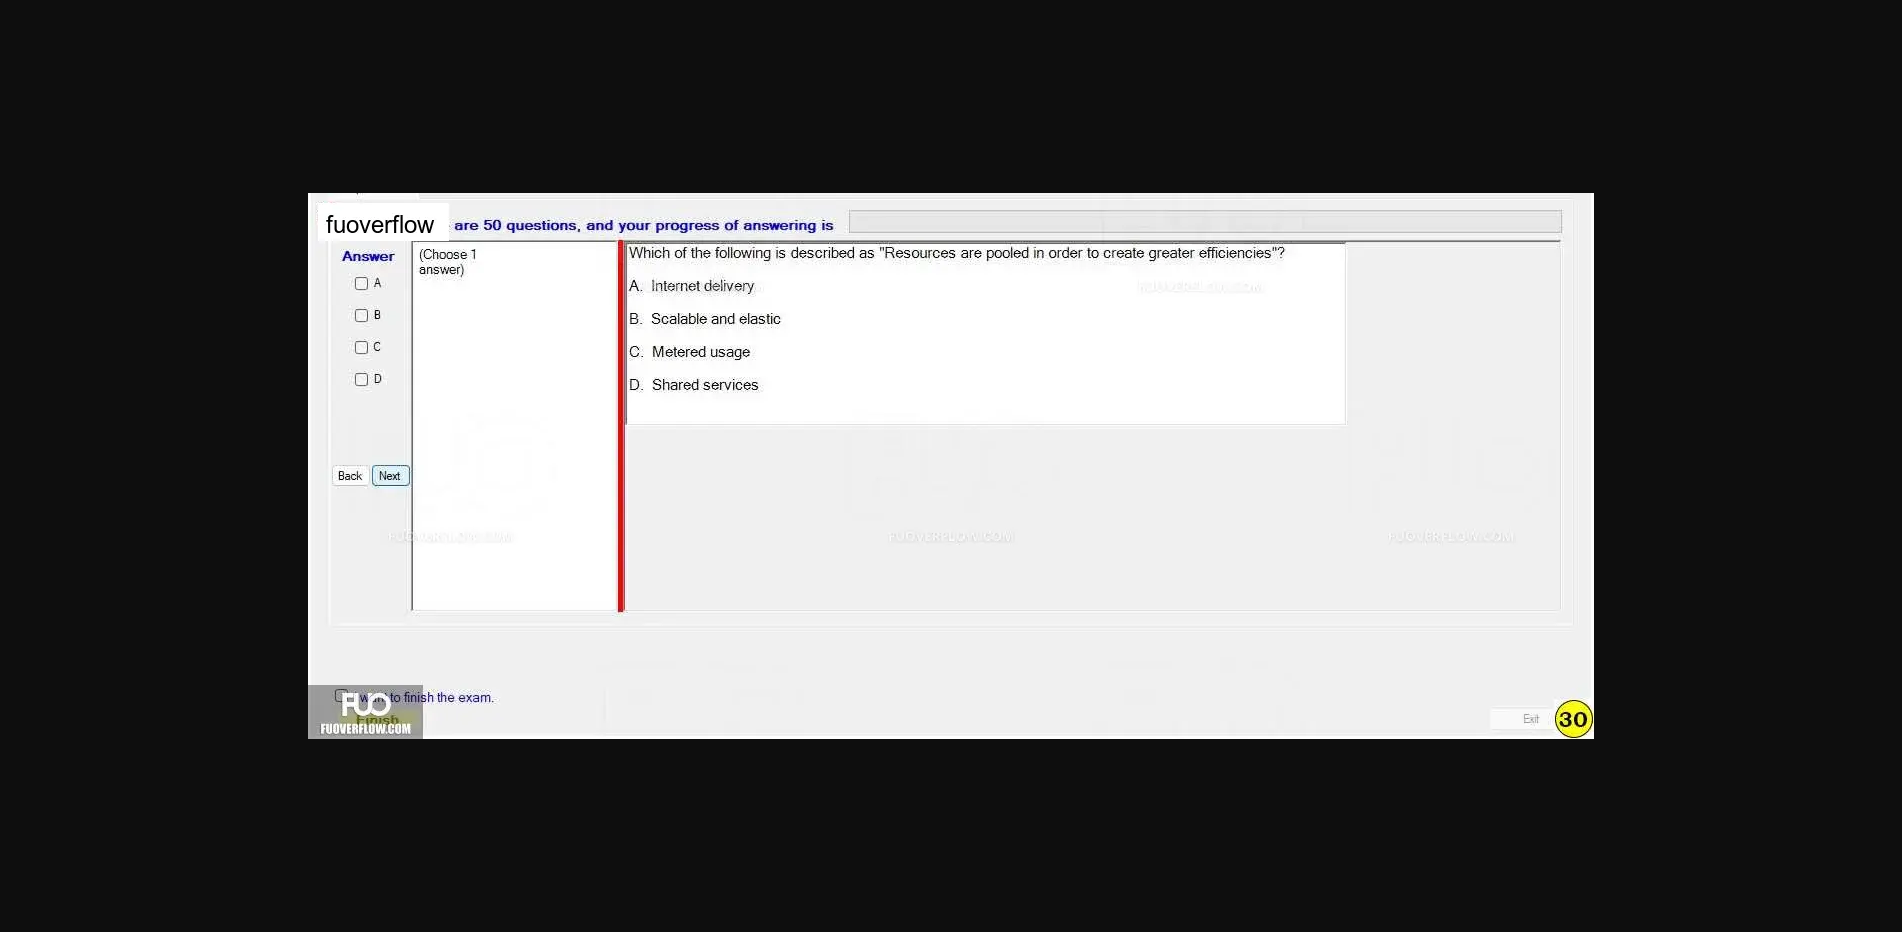 fuoverflow are 50 questions, and your progress of answering is
Answer
(Choose 1
answer)
A
B
C
D
Back Next
Which of the following is described as "Resources are pooled in order to create greater efficiencies"?
A. Internet delivery
B. Scalable and elastic
C. Metered usage
D. Shared services
FUOVERFLOW.COM
FUOVERFLOW.COM FUOVERFLOW.COM FUOVERFLOW.COM
want to finish the exam.
Finish
FUO
FUOVERFLOW.COM
Exit 30